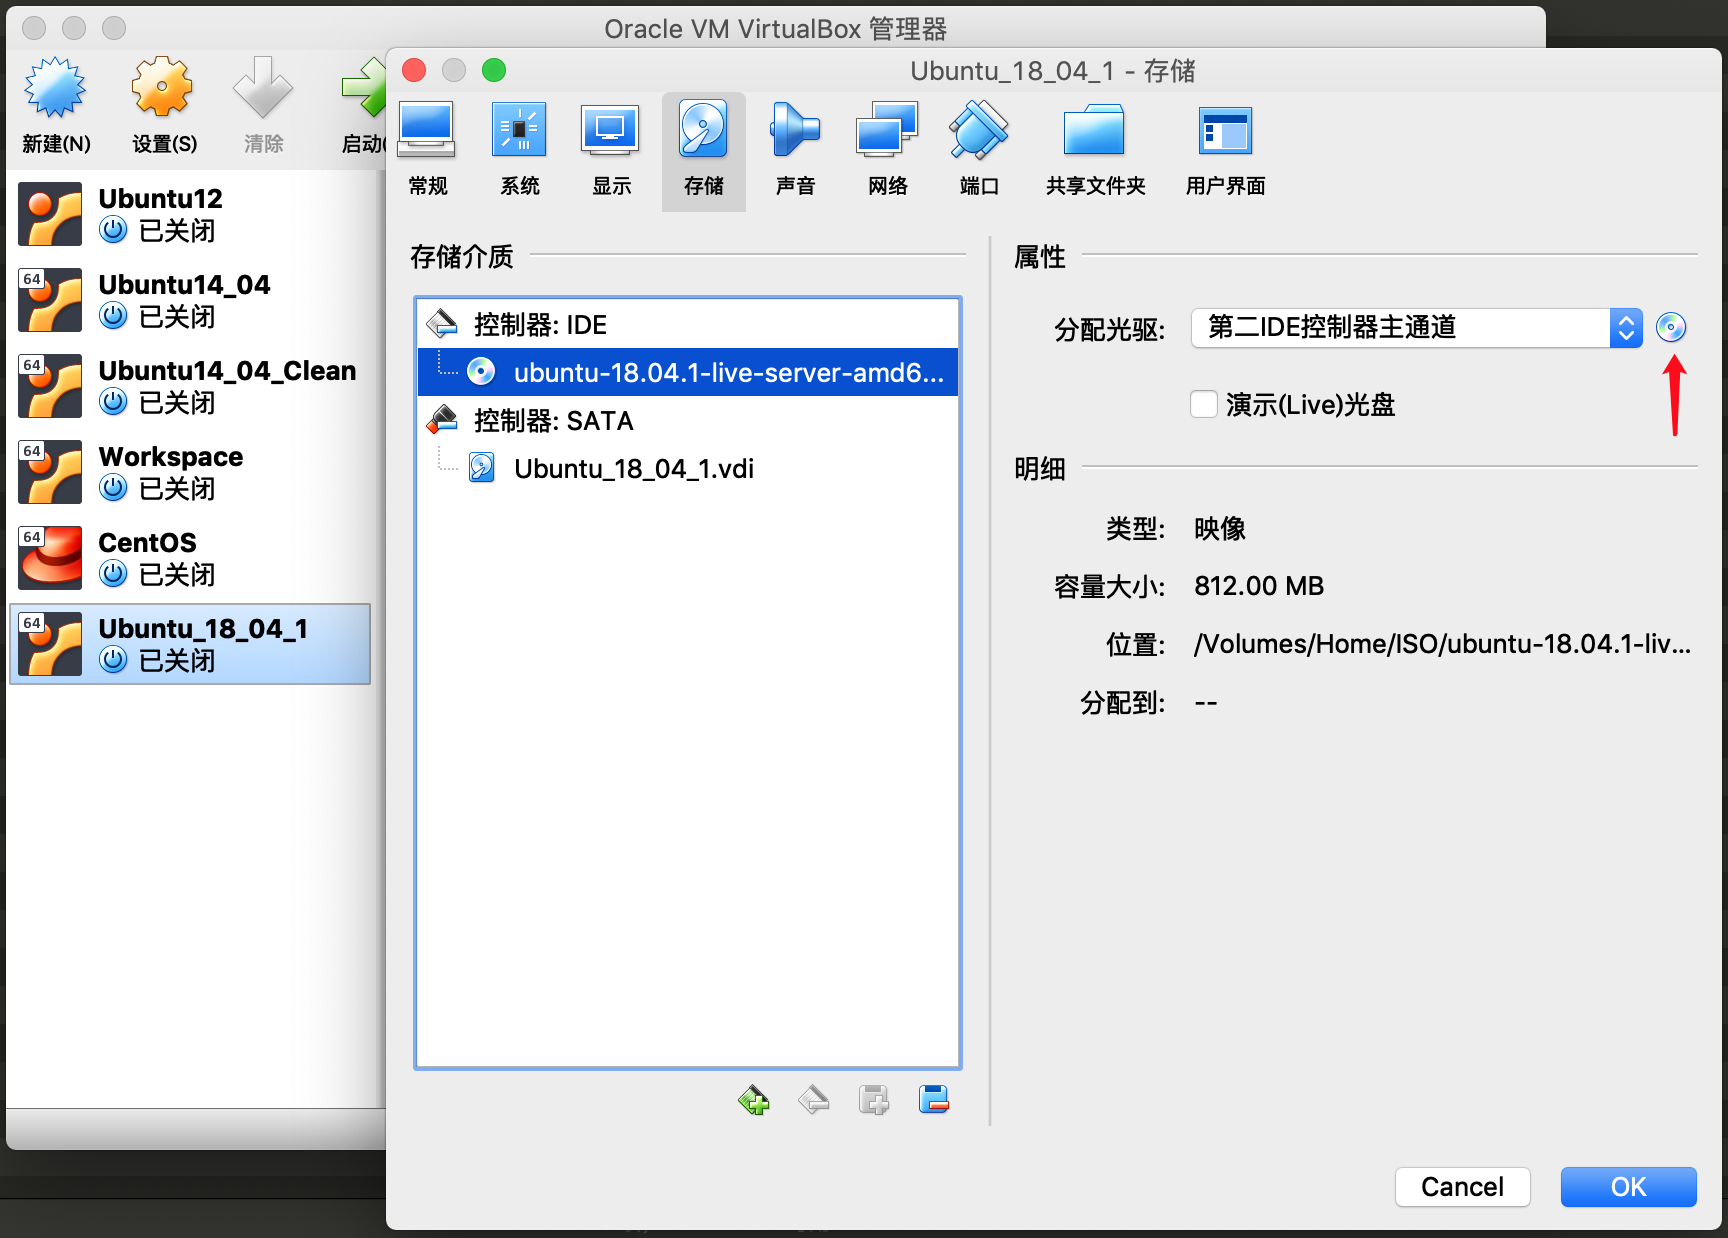 Oracle VM VirtualBox 管理器
新建(N)
设置(S)
清除
启动(
Ubuntu12
已关闭
64
Ubuntu14_04
已关闭
64
Ubuntu14_04_Clean
已关闭
64
Workspace
已关闭
64
CentOS
已关闭
64
Ubuntu_18_04_1
已关闭
Ubuntu_18_04_1 - 存储
常规
系统
显示
存储
声音
网络
端口
共享文件夹
用户界面
存储介质
控制器: IDE
ubuntu-18.04.1-live-server-amd6...
控制器: SATA
Ubuntu_18_04_1.vdi
属性
分配光驱: 第二IDE控制器主通道
演示(Live)光盘
明细
类型: 映像
容量大小: 812.00 MB
位置: /Volumes/Home/ISO/ubuntu-18.04.1-liv...
分配到: --
Cancel
OK